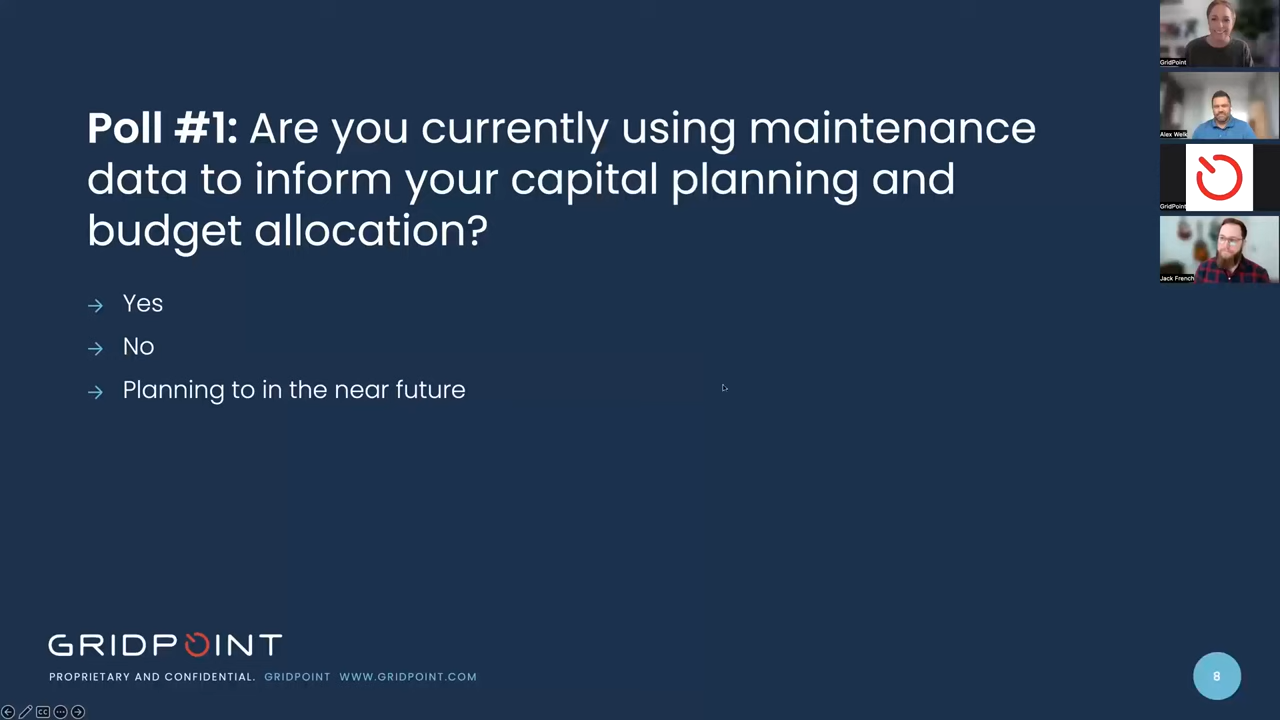 Poll #1: Are you currently using maintenance
data to inform your capital planning and
budget allocation?
→ Yes
→ No
→ Planning to in the near future
GRIDPOINT
PROPRIETARY AND CONFIDENTIAL. GRIDPOINT WWW.GRIDPOINT.COM
8
GridPoint
Alex Welk
GridPoint
Jack French
CC